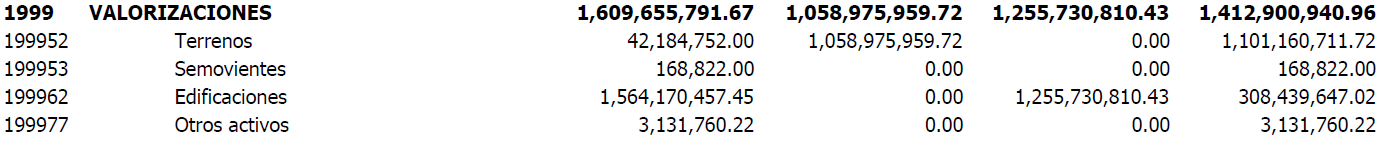 1999 VALORIZACIONES 1,609,655,791.67 1,058,975,959.72 1,255,730,810.43 1,412,900,940.96
199952 Terrenos 42,184,752.00 1,058,975,959.72 0.00 1,101,160,711.72
199953 Semovientes 168,822.00 0.00 0.00 168,822.00
199962 Edificaciones 1,564,170,457.45 0.00 1,255,730,810.43 308,439,647.02
199977 Otros activos 3,131,760.22 0.00 0.00 3,131,760.22